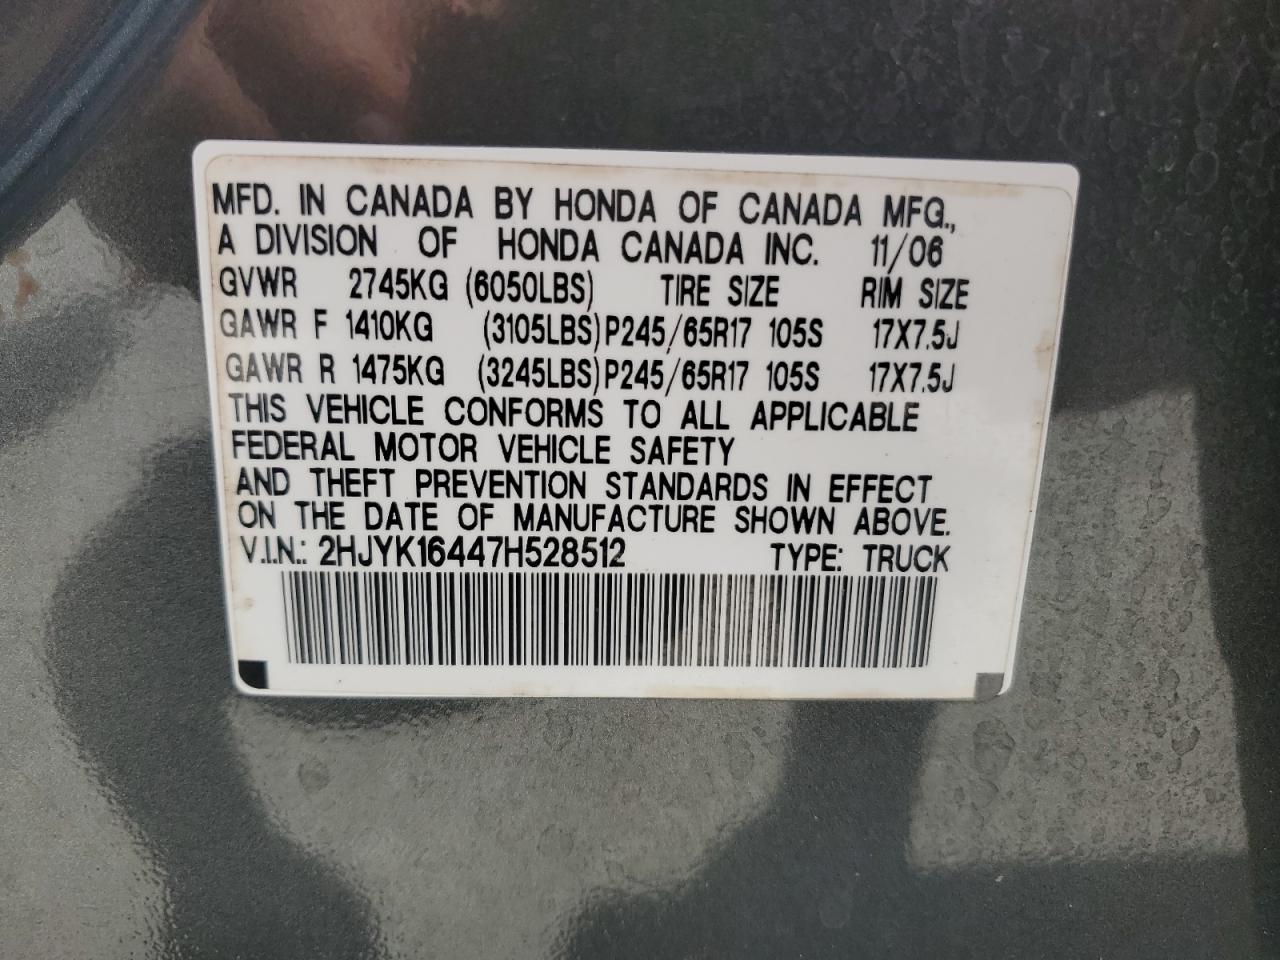 MFD. IN CANADA BY HONDA OF CANADA MFG.,
A DIVISION OF HONDA CANADA INC. 11/06
GVWR 2745KG (6050LBS) TIRE SIZE RIM SIZE
GAWR F 1410KG (3105LBS) P245/65R17 105S 17X7.5J
GAWR R 1475KG (3245LBS) P245/65R17 105S 17X7.5J
THIS VEHICLE CONFORMS TO ALL APPLICABLE
FEDERAL MOTOR VEHICLE SAFETY
AND THEFT PREVENTION STANDARDS IN EFFECT
ON THE DATE OF MANUFACTURE SHOWN ABOVE.
V.I.N.: 2HJYK16447H528512 TYPE: TRUCK